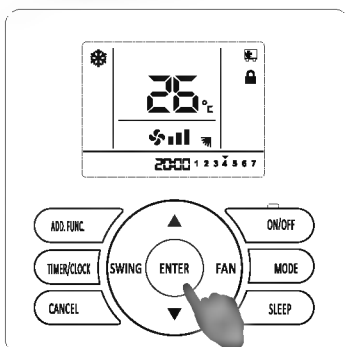 26°C
20:00 1 2 3 4 5 6 7
ADD. FUNC.
ON/OFF
TIMER/CLOCK
SWING
ENTER
FAN
MODE
CANCEL
SLEEP